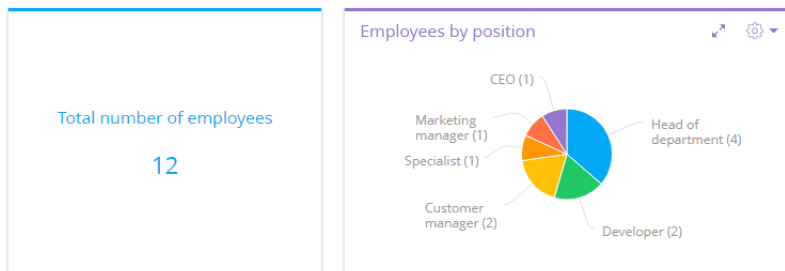 Total number of employees
12
Employees by position
CEO (1)
Marketing
manager (1)
Specialist (1)
Customer
manager (2)
Head of
department (4)
Developer (2)